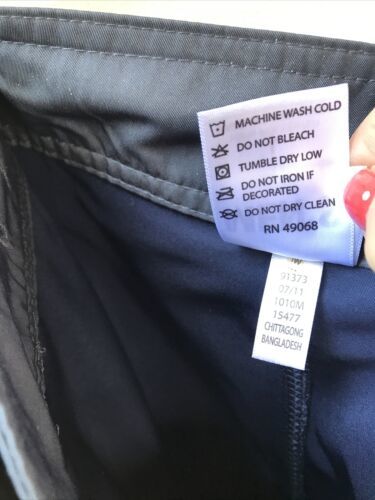 MACHINE WASH COLD
DO NOT BLEACH
TUMBLE DRY LOW
DO NOT IRON IF
DECORATED
DO NOT DRY CLEAN
RN 49068
91373
07/11
1010M
15477
CHITTAGONG
BANGLADESH